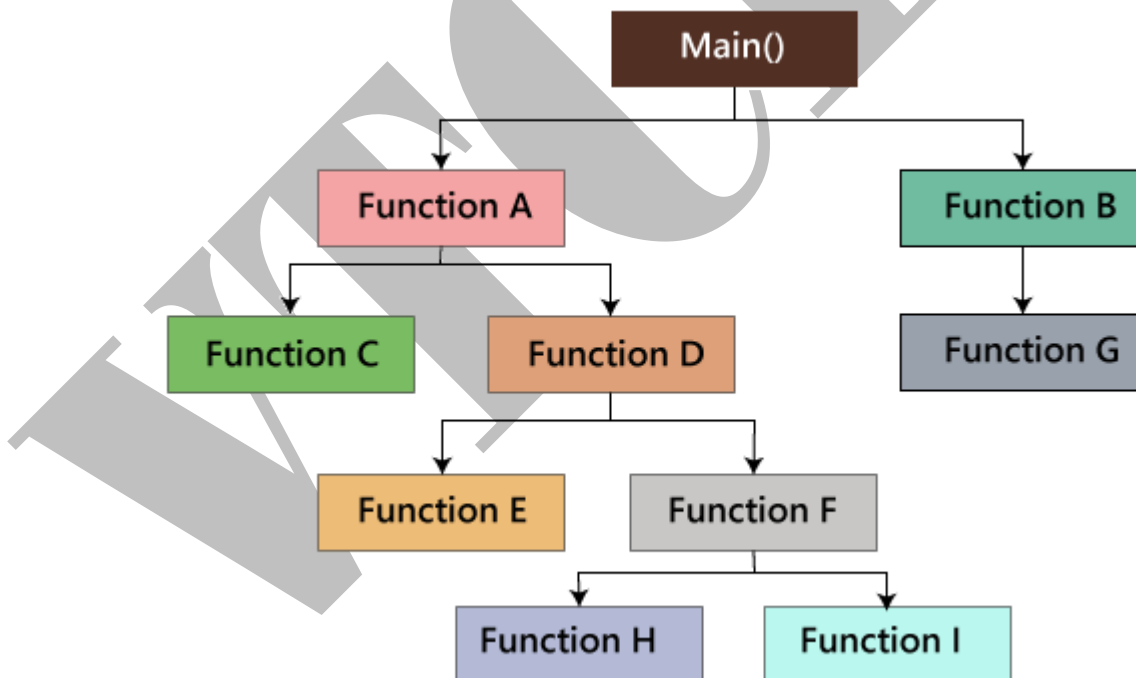 Main()
Function A
Function B
Function C
Function D
Function G
Function E
Function F
Function H
Function I